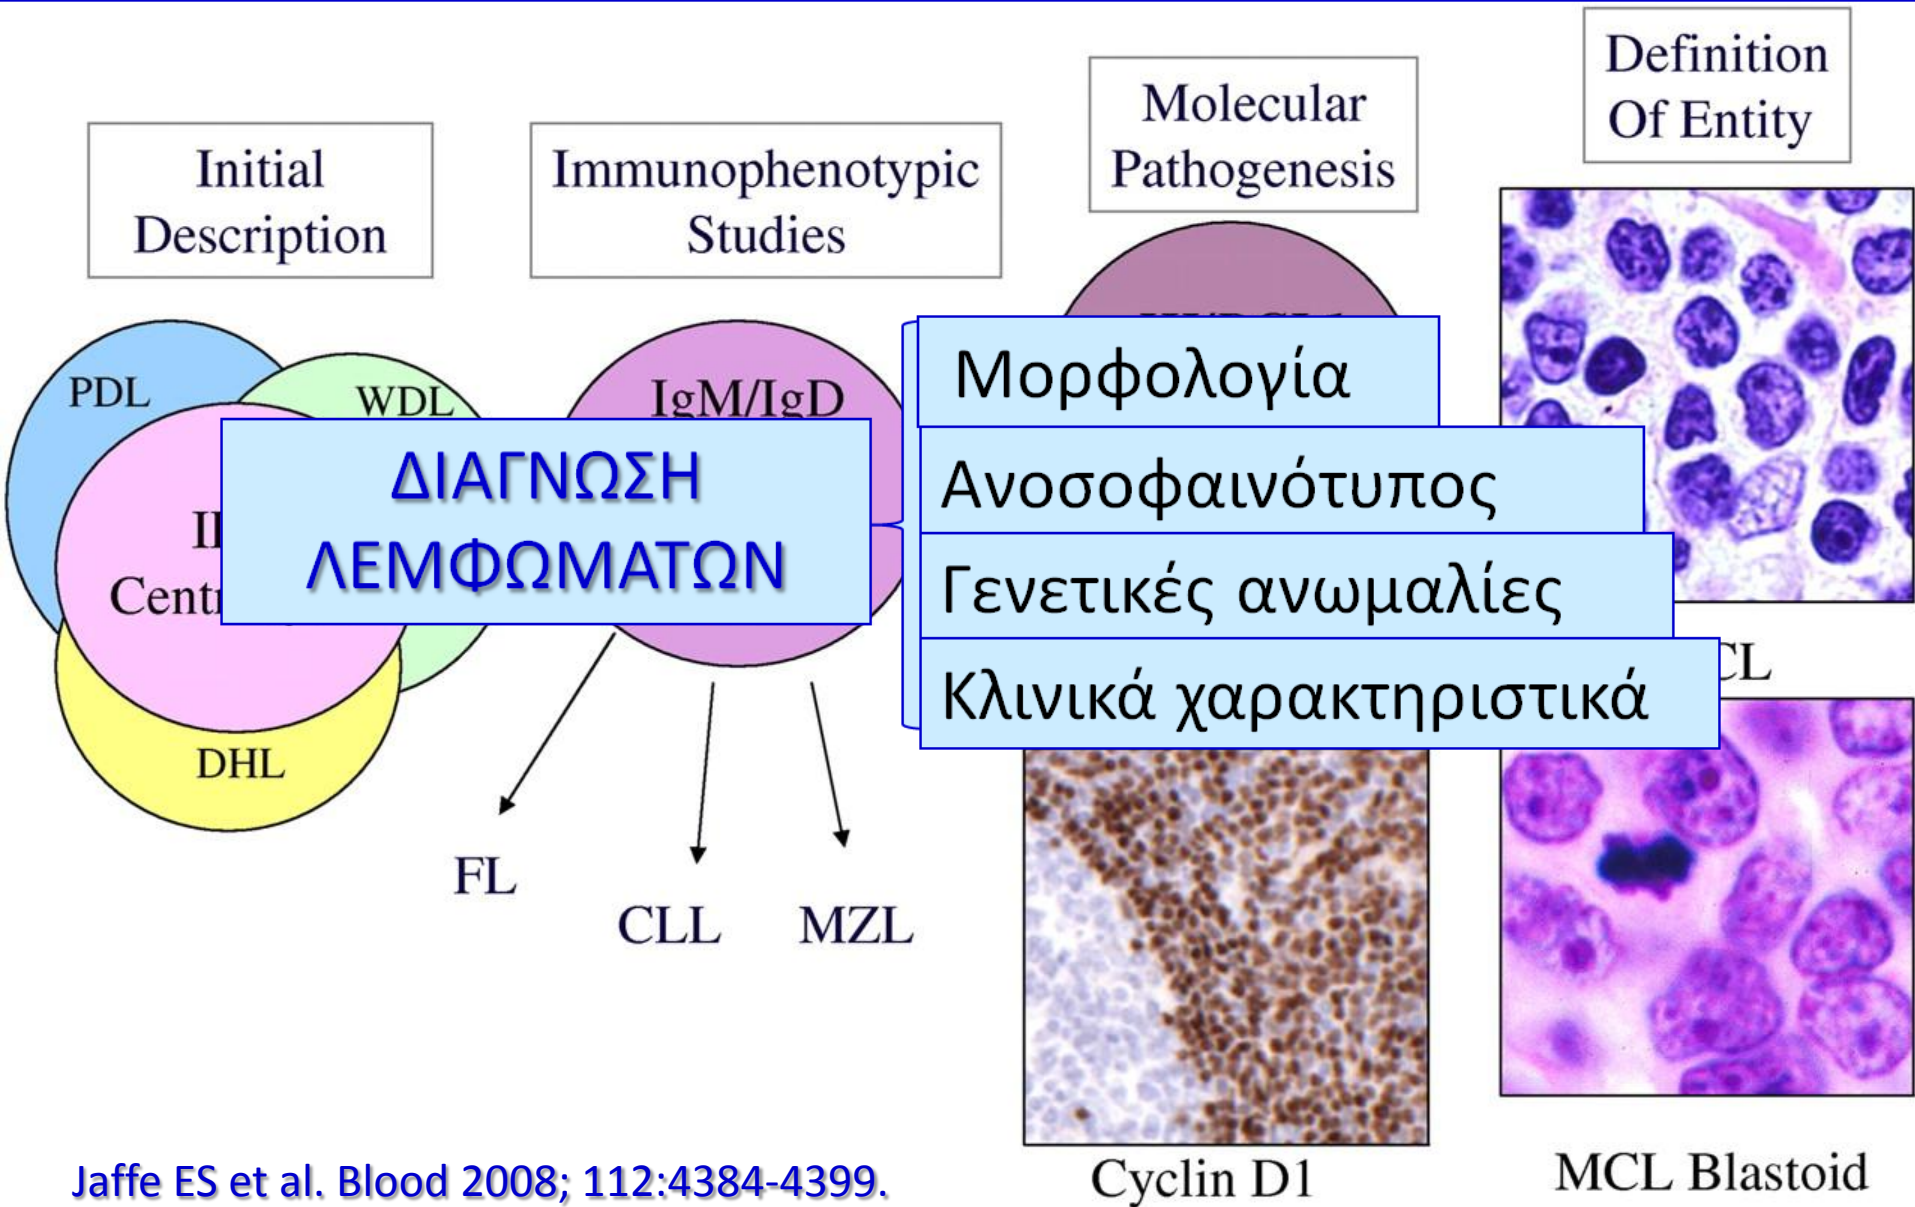 Initial
Description
Immunophenotypic
Studies
Molecular
Pathogenesis
Definition
Of Entity
PDL
WDL
IgM/IgD
DHL
ΔΙΑΓΝΩΣΗ
ΛΕΜΦΩΜΑΤΩΝ
Μορφολογία
Ανοσοφαινότυπος
Γενετικές ανωμαλίες
Κλινικά χαρακτηριστικά
FL
CLL
MZL
Cyclin D1
MCL Blastoid
Jaffe ES et al. Blood 2008; 112:4384-4399.